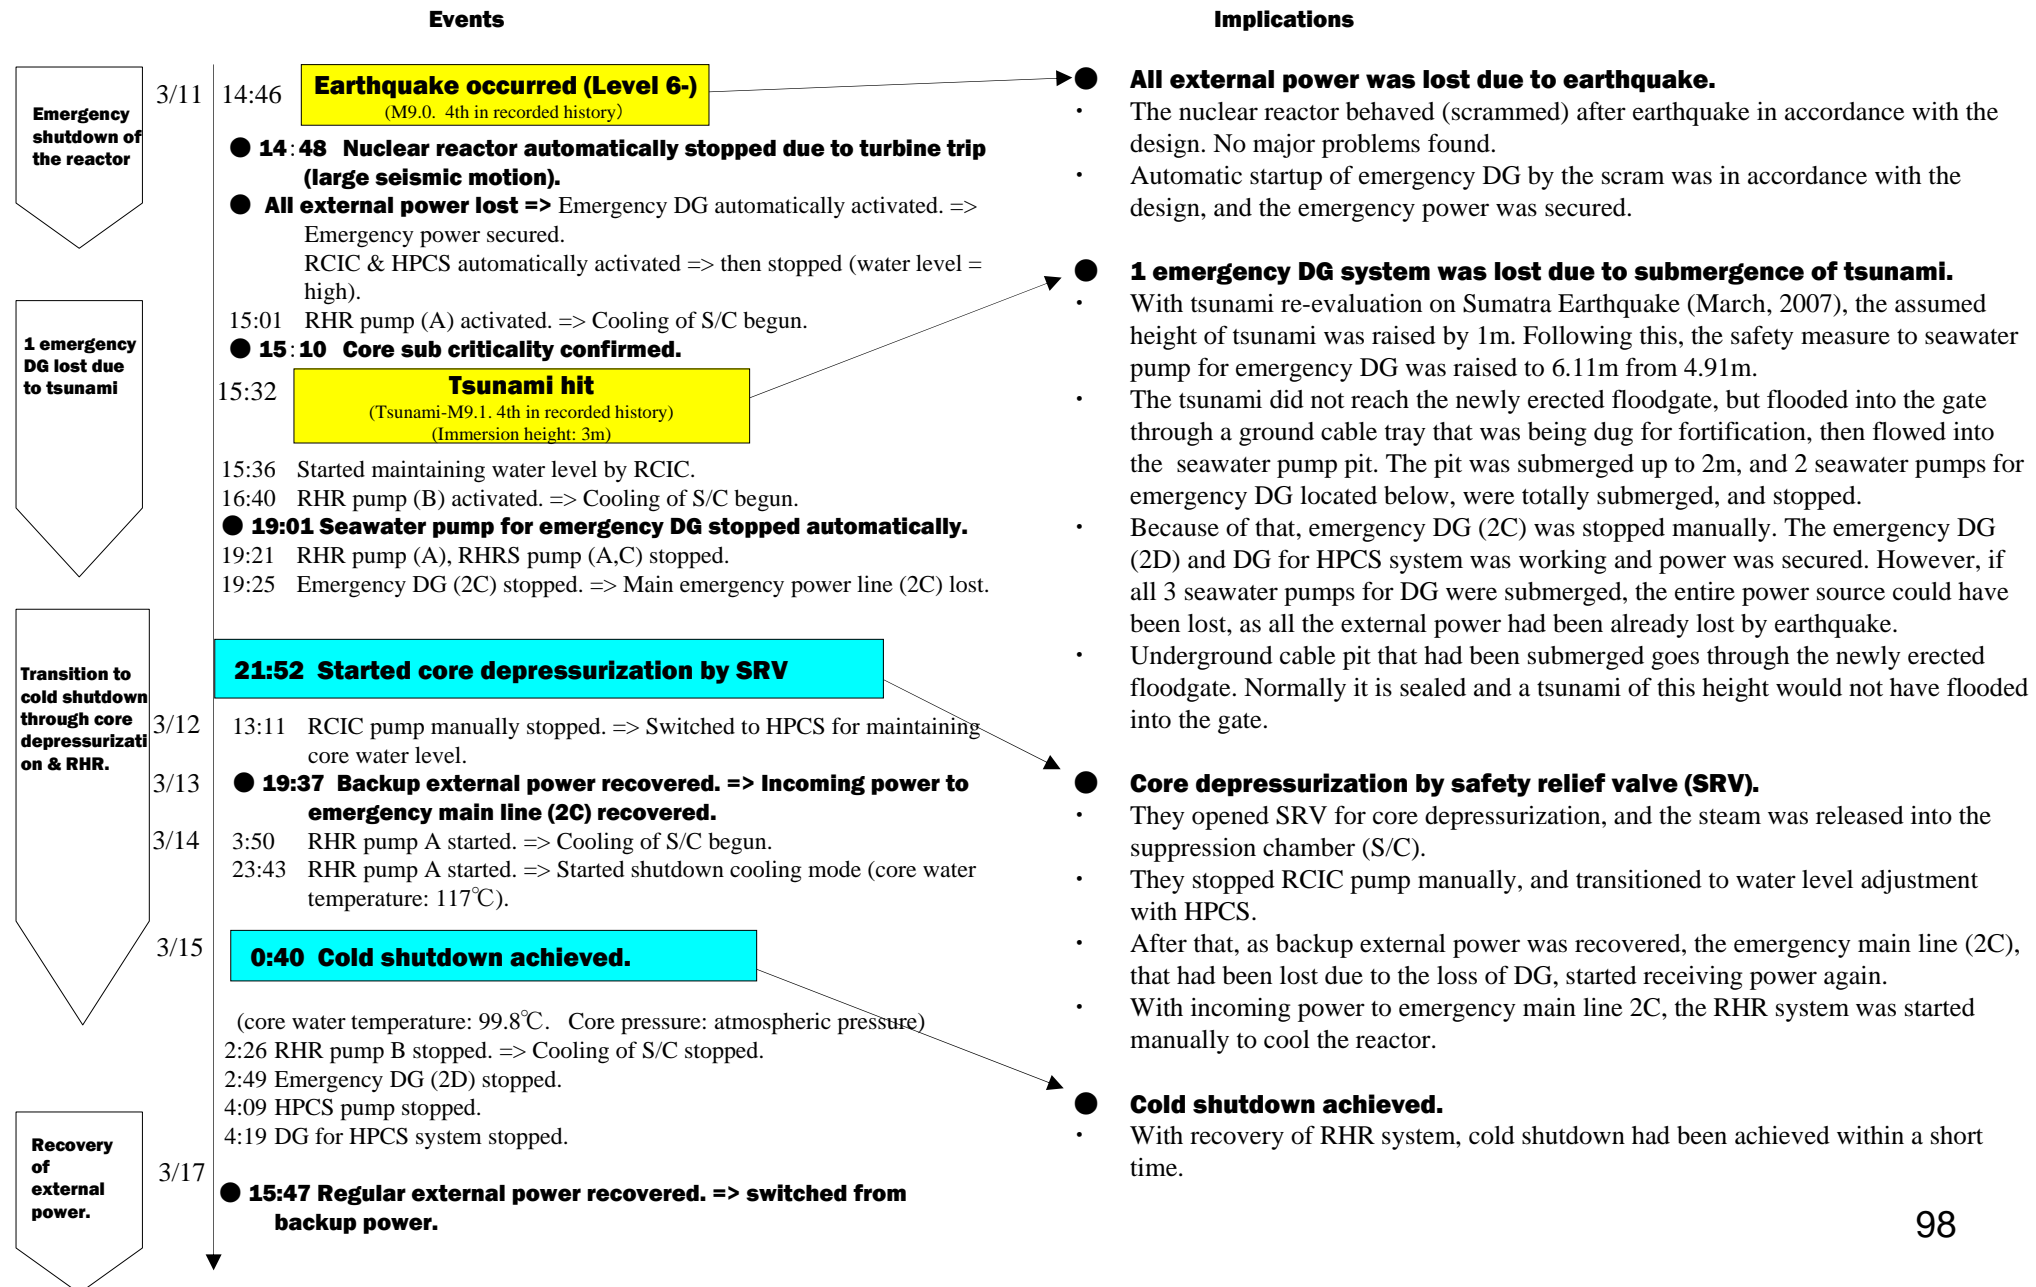 Events
Implications
Emergency
shutdown of
the reactor
1 emergency
DG lost due
to tsunami
Transition to
cold shutdown
through core
depressurizati
on & RHR.
Recovery
of
external
power.
3/11
14:46
Earthquake occurred (Level 6-)
(M9.0. 4th in recorded history)
● 14:48 Nuclear reactor automatically stopped due to turbine trip
(large seismic motion).
● All external power lost => Emergency DG automatically activated. =>
Emergency power secured.
RCIC & HPCS automatically activated => then stopped (water level =
high).
15:01 RHR pump (A) activated. => Cooling of S/C begun.
● 15:10 Core sub criticality confirmed.
15:32
Tsunami hit
(Tsunami-M9.1. 4th in recorded history)
(Immersion height: 3m)
15:36 Started maintaining water level by RCIC.
16:40 RHR pump (B) activated. => Cooling of S/C begun.
● 19:01 Seawater pump for emergency DG stopped automatically.
19:21 RHR pump (A), RHRS pump (A,C) stopped.
19:25 Emergency DG (2C) stopped. => Main emergency power line (2C) lost.
21:52 Started core depressurization by SRV
3/12
13:11 RCIC pump manually stopped. => Switched to HPCS for maintaining
core water level.
3/13
● 19:37 Backup external power recovered. => Incoming power to
emergency main line (2C) recovered.
3/14
3:50 RHR pump A started. => Cooling of S/C begun.
23:43 RHR pump A started. => Started shutdown cooling mode (core water
temperature: 117℃).
3/15
0:40 Cold shutdown achieved.
(core water temperature: 99.8℃. Core pressure: atmospheric pressure)
2:26 RHR pump B stopped. => Cooling of S/C stopped.
2:49 Emergency DG (2D) stopped.
4:09 HPCS pump stopped.
4:19 DG for HPCS system stopped.
3/17
● 15:47 Regular external power recovered. => switched from
backup power.
● All external power was lost due to earthquake.
・ The nuclear reactor behaved (scrammed) after earthquake in accordance with the
design. No major problems found.
・ Automatic startup of emergency DG by the scram was in accordance with the
design, and the emergency power was secured.
● 1 emergency DG system was lost due to submergence of tsunami.
・ With tsunami re-evaluation on Sumatra Earthquake (March, 2007), the assumed
height of tsunami was raised by 1m. Following this, the safety measure to seawater
pump for emergency DG was raised to 6.11m from 4.91m.
・ The tsunami did not reach the newly erected floodgate, but flooded into the gate
through a ground cable tray that was being dug for fortification, then flowed into
the seawater pump pit. The pit was submerged up to 2m, and 2 seawater pumps for
emergency DG located below, were totally submerged, and stopped.
・ Because of that, emergency DG (2C) was stopped manually. The emergency DG
(2D) and DG for HPCS system was working and power was secured. However, if
all 3 seawater pumps for DG were submerged, the entire power source could have
been lost, as all the external power had been already lost by earthquake.
・ Underground cable pit that had been submerged goes through the newly erected
floodgate. Normally it is sealed and a tsunami of this height would not have flooded
into the gate.
● Core depressurization by safety relief valve (SRV).
・ They opened SRV for core depressurization, and the steam was released into the
suppression chamber (S/C).
・ They stopped RCIC pump manually, and transitioned to water level adjustment
with HPCS.
・ After that, as backup external power was recovered, the emergency main line (2C),
that had been lost due to the loss of DG, started receiving power again.
・ With incoming power to emergency main line 2C, the RHR system was started
manually to cool the reactor.
● Cold shutdown achieved.
・ With recovery of RHR system, cold shutdown had been achieved within a short
time.
98